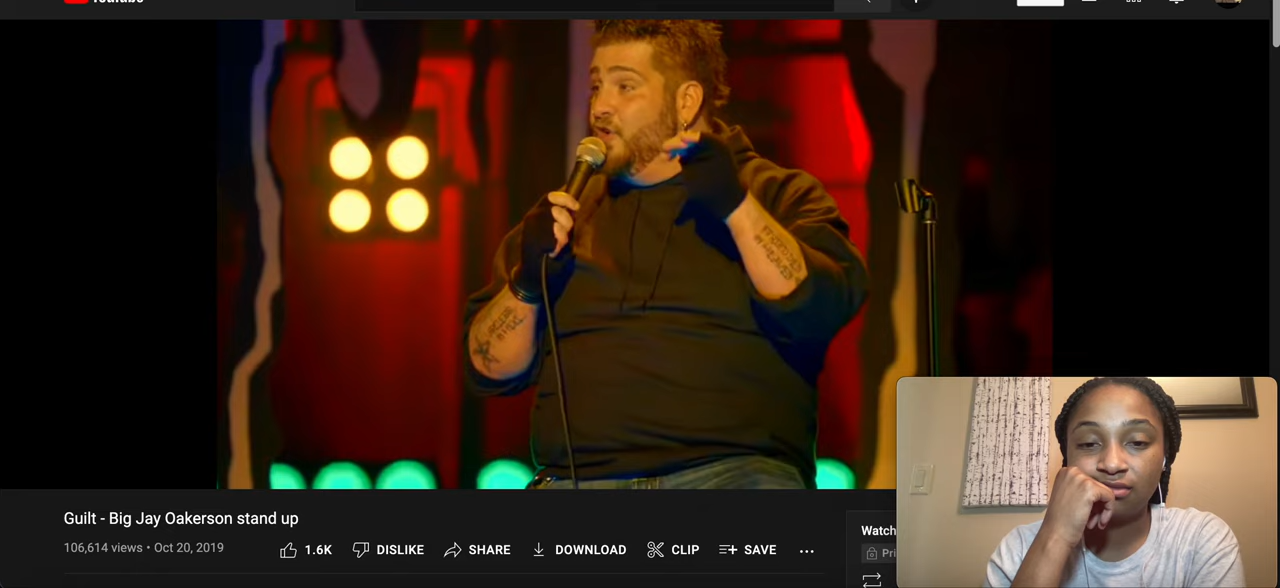 Guilt - Big Jay Oakerson stand up
106,614 views • Oct 20, 2019
1.6K DISLIKE SHARE DOWNLOAD CLIP SAVE ...
Watch
Pri